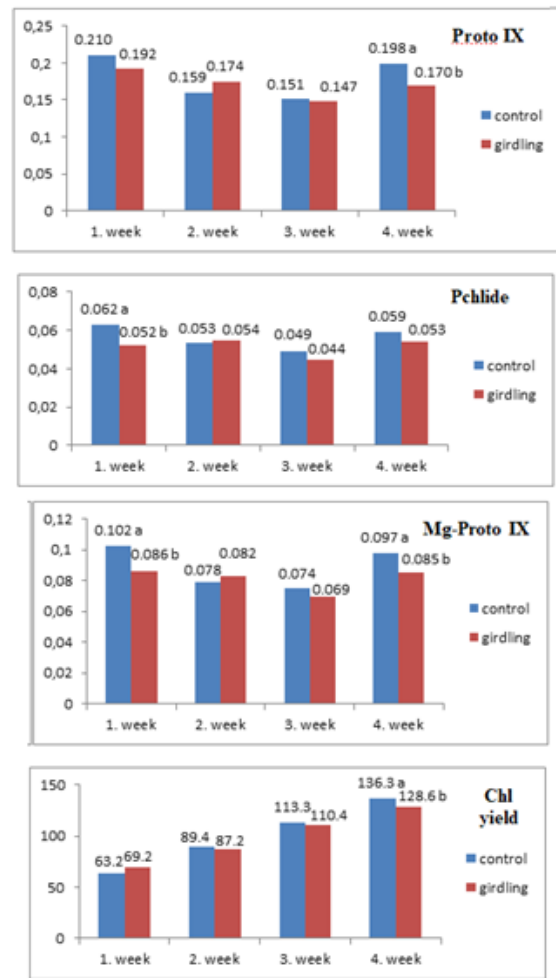 Proto IX
0,25
0,2
0,15
0,1
0,05
0
0.210
0.192
0.159
0.174
0.151
0.147
0.198 a
0.170 b
1. week 2. week 3. week 4. week
control
girdling
Pchlide
0,08
0,06
0,04
0,02
0
0.062 a
0.052 b
0.053
0.054
0.049
0.044
0.059
0.053
1. week 2. week 3. week 4. week
control
girdling
Mg-Proto IX
0,12
0,1
0,08
0,06
0,04
0,02
0
0.102 a
0.086 b
0.078
0.082
0.074
0.069
0.097 a
0.085 b
1. week 2. week 3. week 4. week
control
girdling
Chl
yield
150
100
50
0
63.2
69.2
89.4
87.2
113.3
110.4
136.3 a
128.6 b
1. week 2. week 3. week 4. week
control
girdling